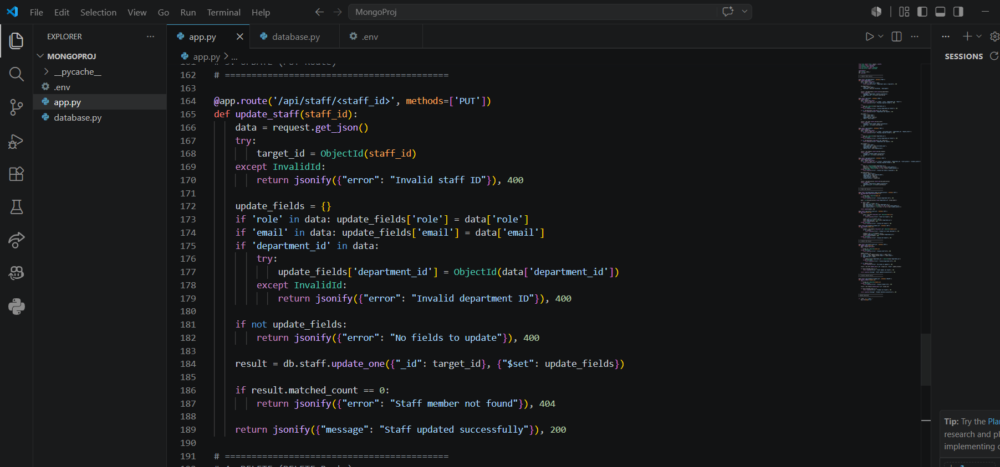 File Edit Selection View Go Run Terminal Help
MongoProj
EXPLORER
MONGOPROJ
__pycache__
.env
app.py
database.py
app.py
database.py
.env
app.py > ...
162 # ==========================================
163
164 @app.route('/api/staff/<staff_id>', methods=['PUT'])
165 def update_staff(staff_id):
166 data = request.get_json()
167 try:
168 target_id = ObjectId(staff_id)
169 except InvalidId:
170 return jsonify({"error": "Invalid staff ID"}), 400
171
172 update_fields = {}
173 if 'role' in data: update_fields['role'] = data['role']
174 if 'email' in data: update_fields['email'] = data['email']
175 if 'department_id' in data:
176 try:
177 update_fields['department_id'] = ObjectId(data['department_id'])
178 except InvalidId:
179 return jsonify({"error": "Invalid department ID"}), 400
180
181 if not update_fields:
182 return jsonify({"error": "No fields to update"}), 400
183
184 result = db.staff.update_one({"_id": target_id}, {"$set": update_fields})
185
186 if result.matched_count == 0:
187 return jsonify({"error": "Staff member not found"}), 404
188
189 return jsonify({"message": "Staff updated successfully"}), 200
190
191 # ==========================================
SESSIONS
Tip: Try the Plan
research and pl
implementing c